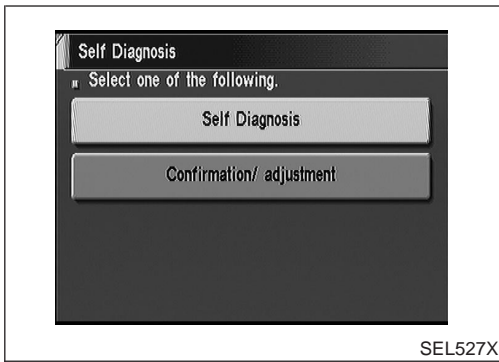 Self Diagnosis
Select one of the following.
Self Diagnosis
Confirmation/ adjustment
SEL527X